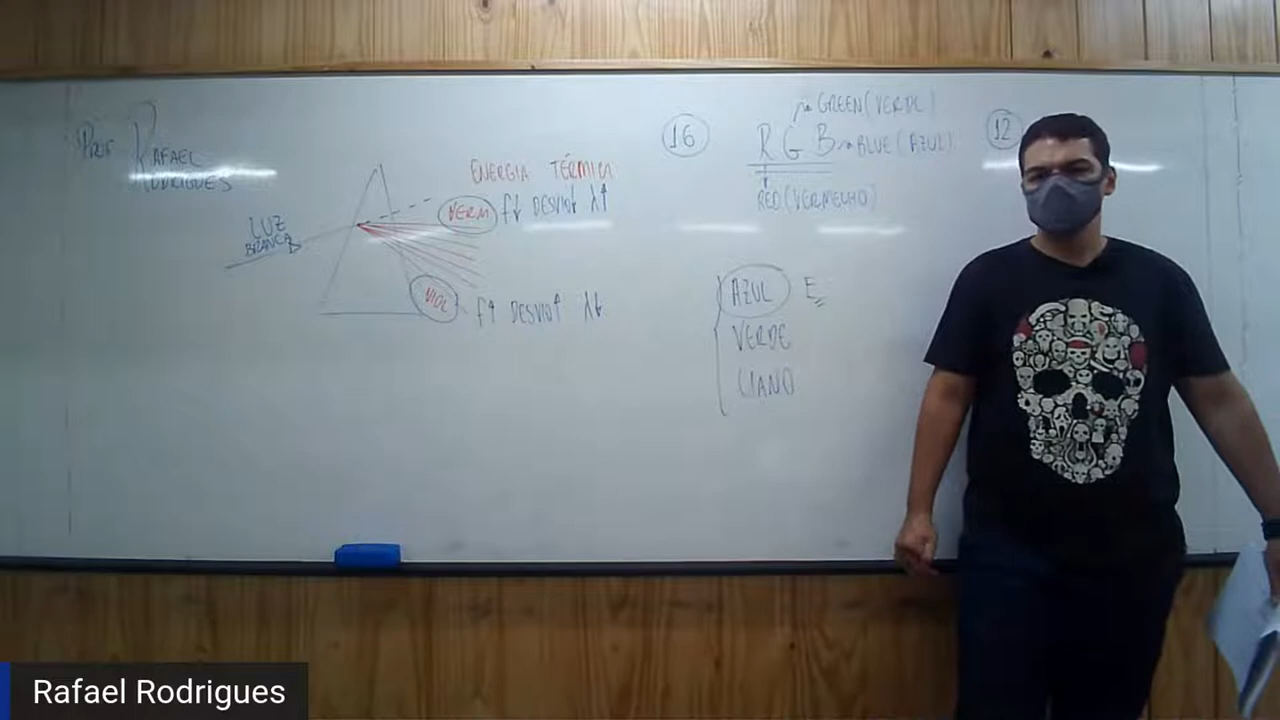 PROF RAFAEL
RODRIGUES
LUZ
BRANCA
ENERGIA TÉRMICA
VERM f↓ DESVIO↓ λ↑
VIOL f↑ DESVIO↑ λ↓
16
GREEN (VERDE)
R G B → BLUE (AZUL)
RED (VERMELHO)
AZUL E
VERDE
CIANO
12
Rafael Rodrigues